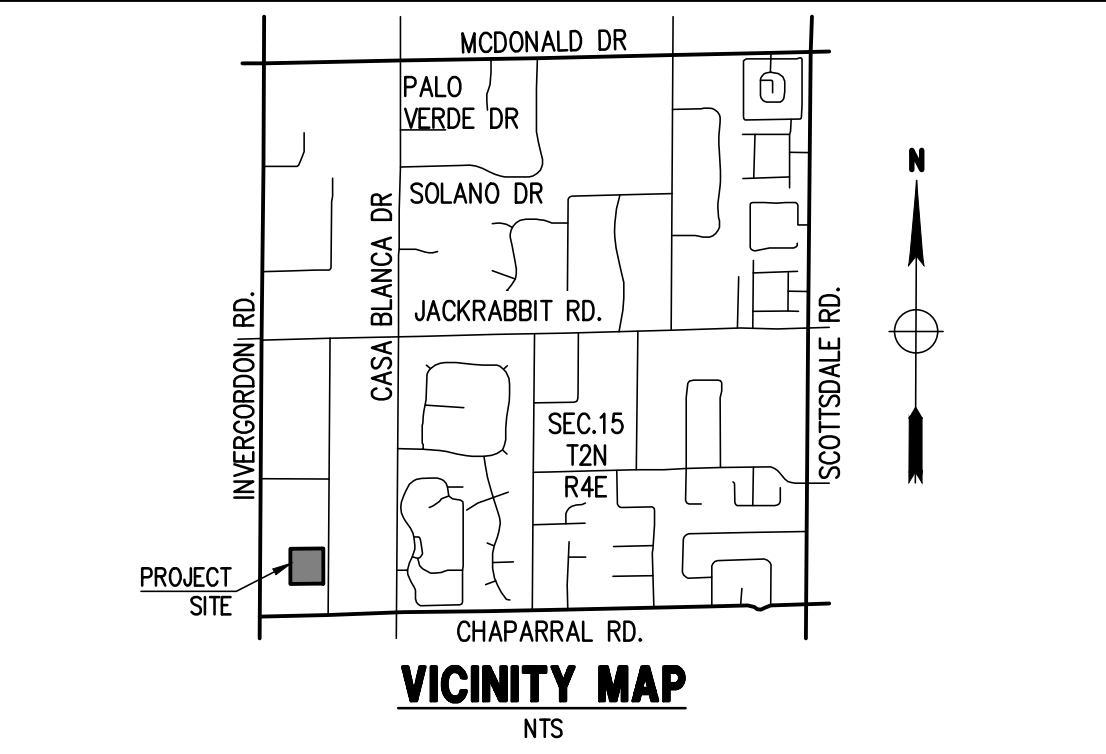 MCDONALD DR
PALO
VERDE DR
SOLANO DR
N
CASA BLANCA DR
JACKRABBIT RD.
INVERGORDON RD.
SCOTTSDALE RD.
SEC.15
T2N
R4E
PROJECT
SITE
CHAPARRAL RD.
VICINITY MAP
NTS